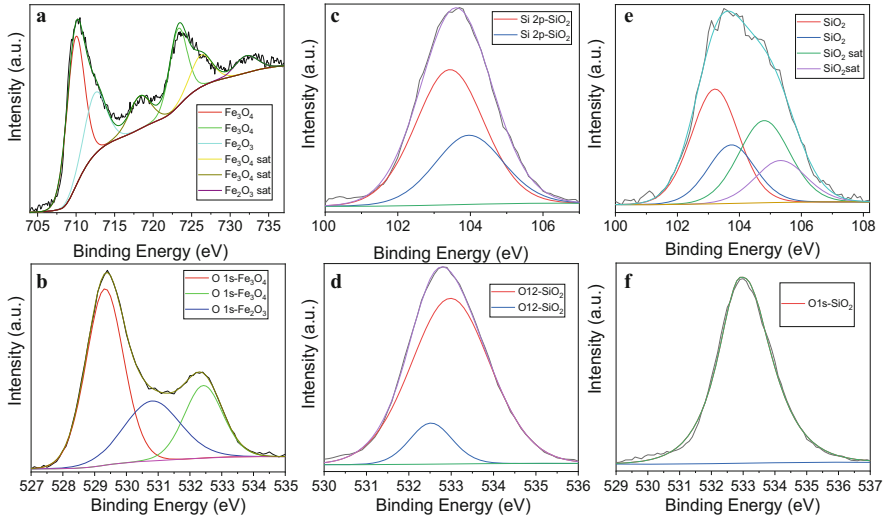 a
Intensity (a.u.)
Fe₃O₄
Fe₃O₄
Fe₂O₃
Fe₃O₄ sat
Fe₃O₄ sat
Fe₂O₃ sat
705 710 715 720 725 730 735
Binding Energy (eV)
c
Intensity (a.u.)
Si 2p-SiO₂
Si 2p-SiO₂
100 102 104 106
Binding Energy (eV)
e
Intensity (a.u.)
SiO₂
SiO₂
SiO₂ sat
SiO₂sat
100 102 104 106 108
Binding Energy (eV)
b
Intensity (a.u.)
O 1s-Fe₃O₄
O 1s-Fe₃O₄
O 1s-Fe₂O₃
527 528 529 530 531 532 533 534 535
Binding Energy (eV)
d
Intensity (a.u.)
O12-SiO₂
O12-SiO₂
530 531 532 533 534 535 536
Binding Energy (eV)
f
Intensity (a.u.)
O1s-SiO₂
529 530 531 532 533 534 535 536 537
Binding Energy (eV)